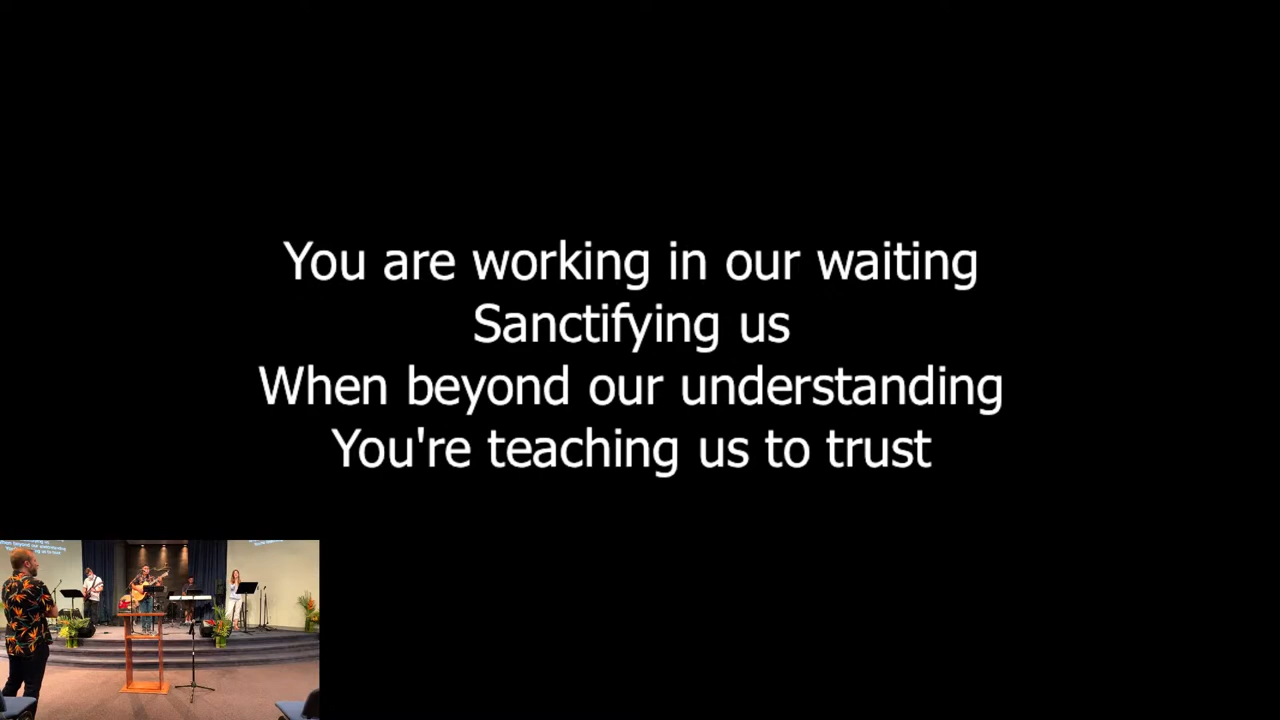 You are working in our waiting
Sanctifying us
When beyond our understanding
You're teaching us to trust